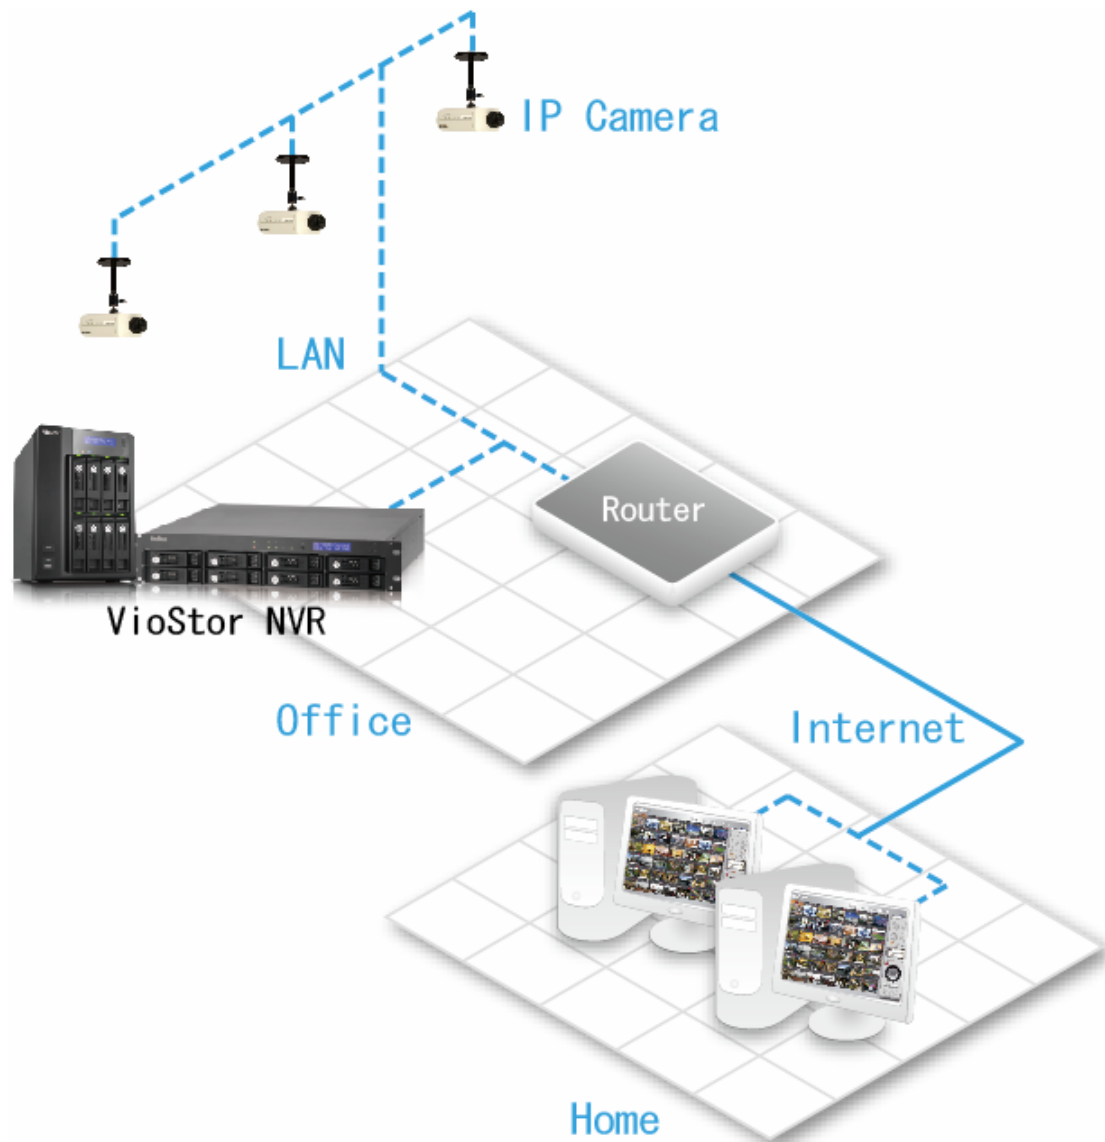 IP Camera
LAN
Router
VioStor NVR
Office
Internet
Home